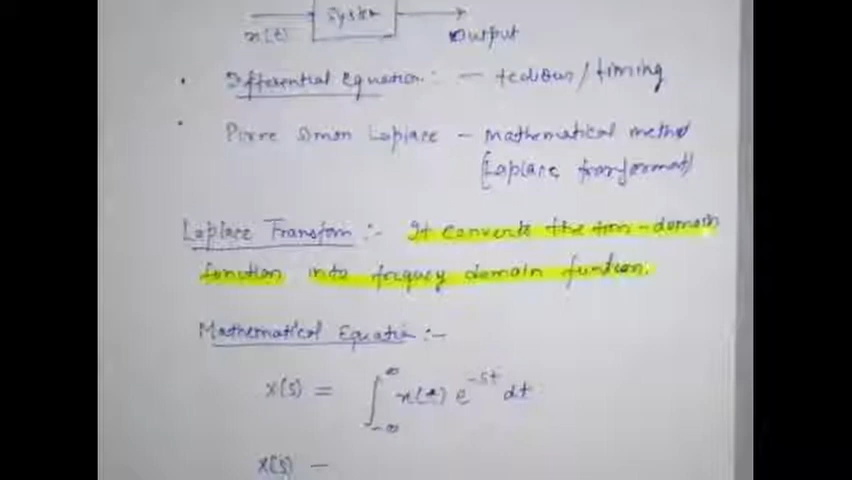 x(t) System Output
Differential Equation :- – tedious / timing
Pierre Simon Laplace – mathematical method
[Laplace transformat]
Laplace Transform :- It converts the time-domain
function into frequency domain function.
Mathematical Equation :-
X(s) = ∫_{-∞}^{∞} x(t) e^{-st} dt
X(s) –